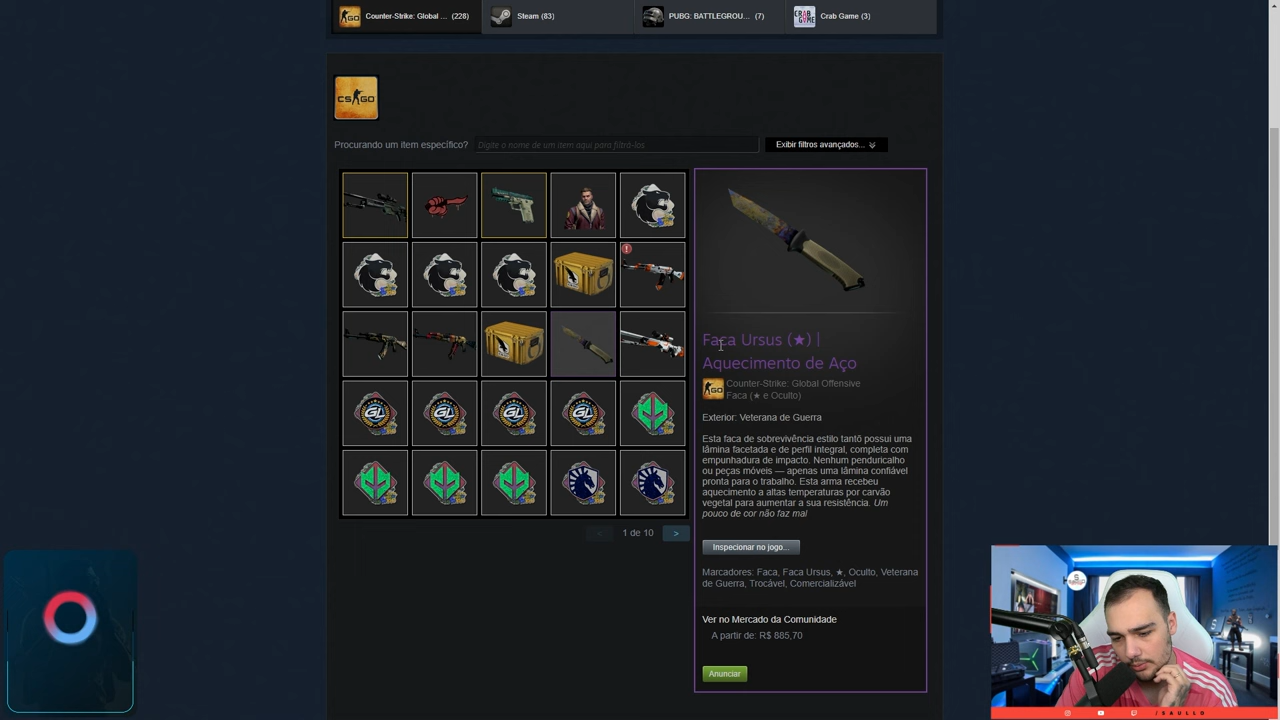 Counter-Strike: Global ... (228)
Steam (83)
PUBG: BATTLEGROU... (7)
Crab Game (3)
CS GO
Procurando um item específico?
Digite o nome de um item aqui para filtrá-los
Exibir filtros avançados...
Faca Ursus (★) |
Aquecimento de Aço
Counter-Strike: Global Offensive
Faca (★ e Oculto)
Exterior: Veterana de Guerra
Esta faca de sobrevivência estilo tantō possui uma
lâmina facetada e de perfil integral, completa com
empunhadura de impacto. Nenhum penduricalho
ou peças móveis — apenas uma lâmina confiável
pronta para o trabalho. Esta arma recebeu
aquecimento a altas temperaturas por carvão
vegetal para aumentar a sua resistência. Um
pouco de cor não faz mal
< 1 de 10 >
Inspecionar no jogo...
Marcadores: Faca, Faca Ursus, ★, Oculto, Veterana
de Guerra, Trocável, Comercializável
Ver no Mercado da Comunidade
A partir de: R$ 885,70
Anunciar
/SAULLO